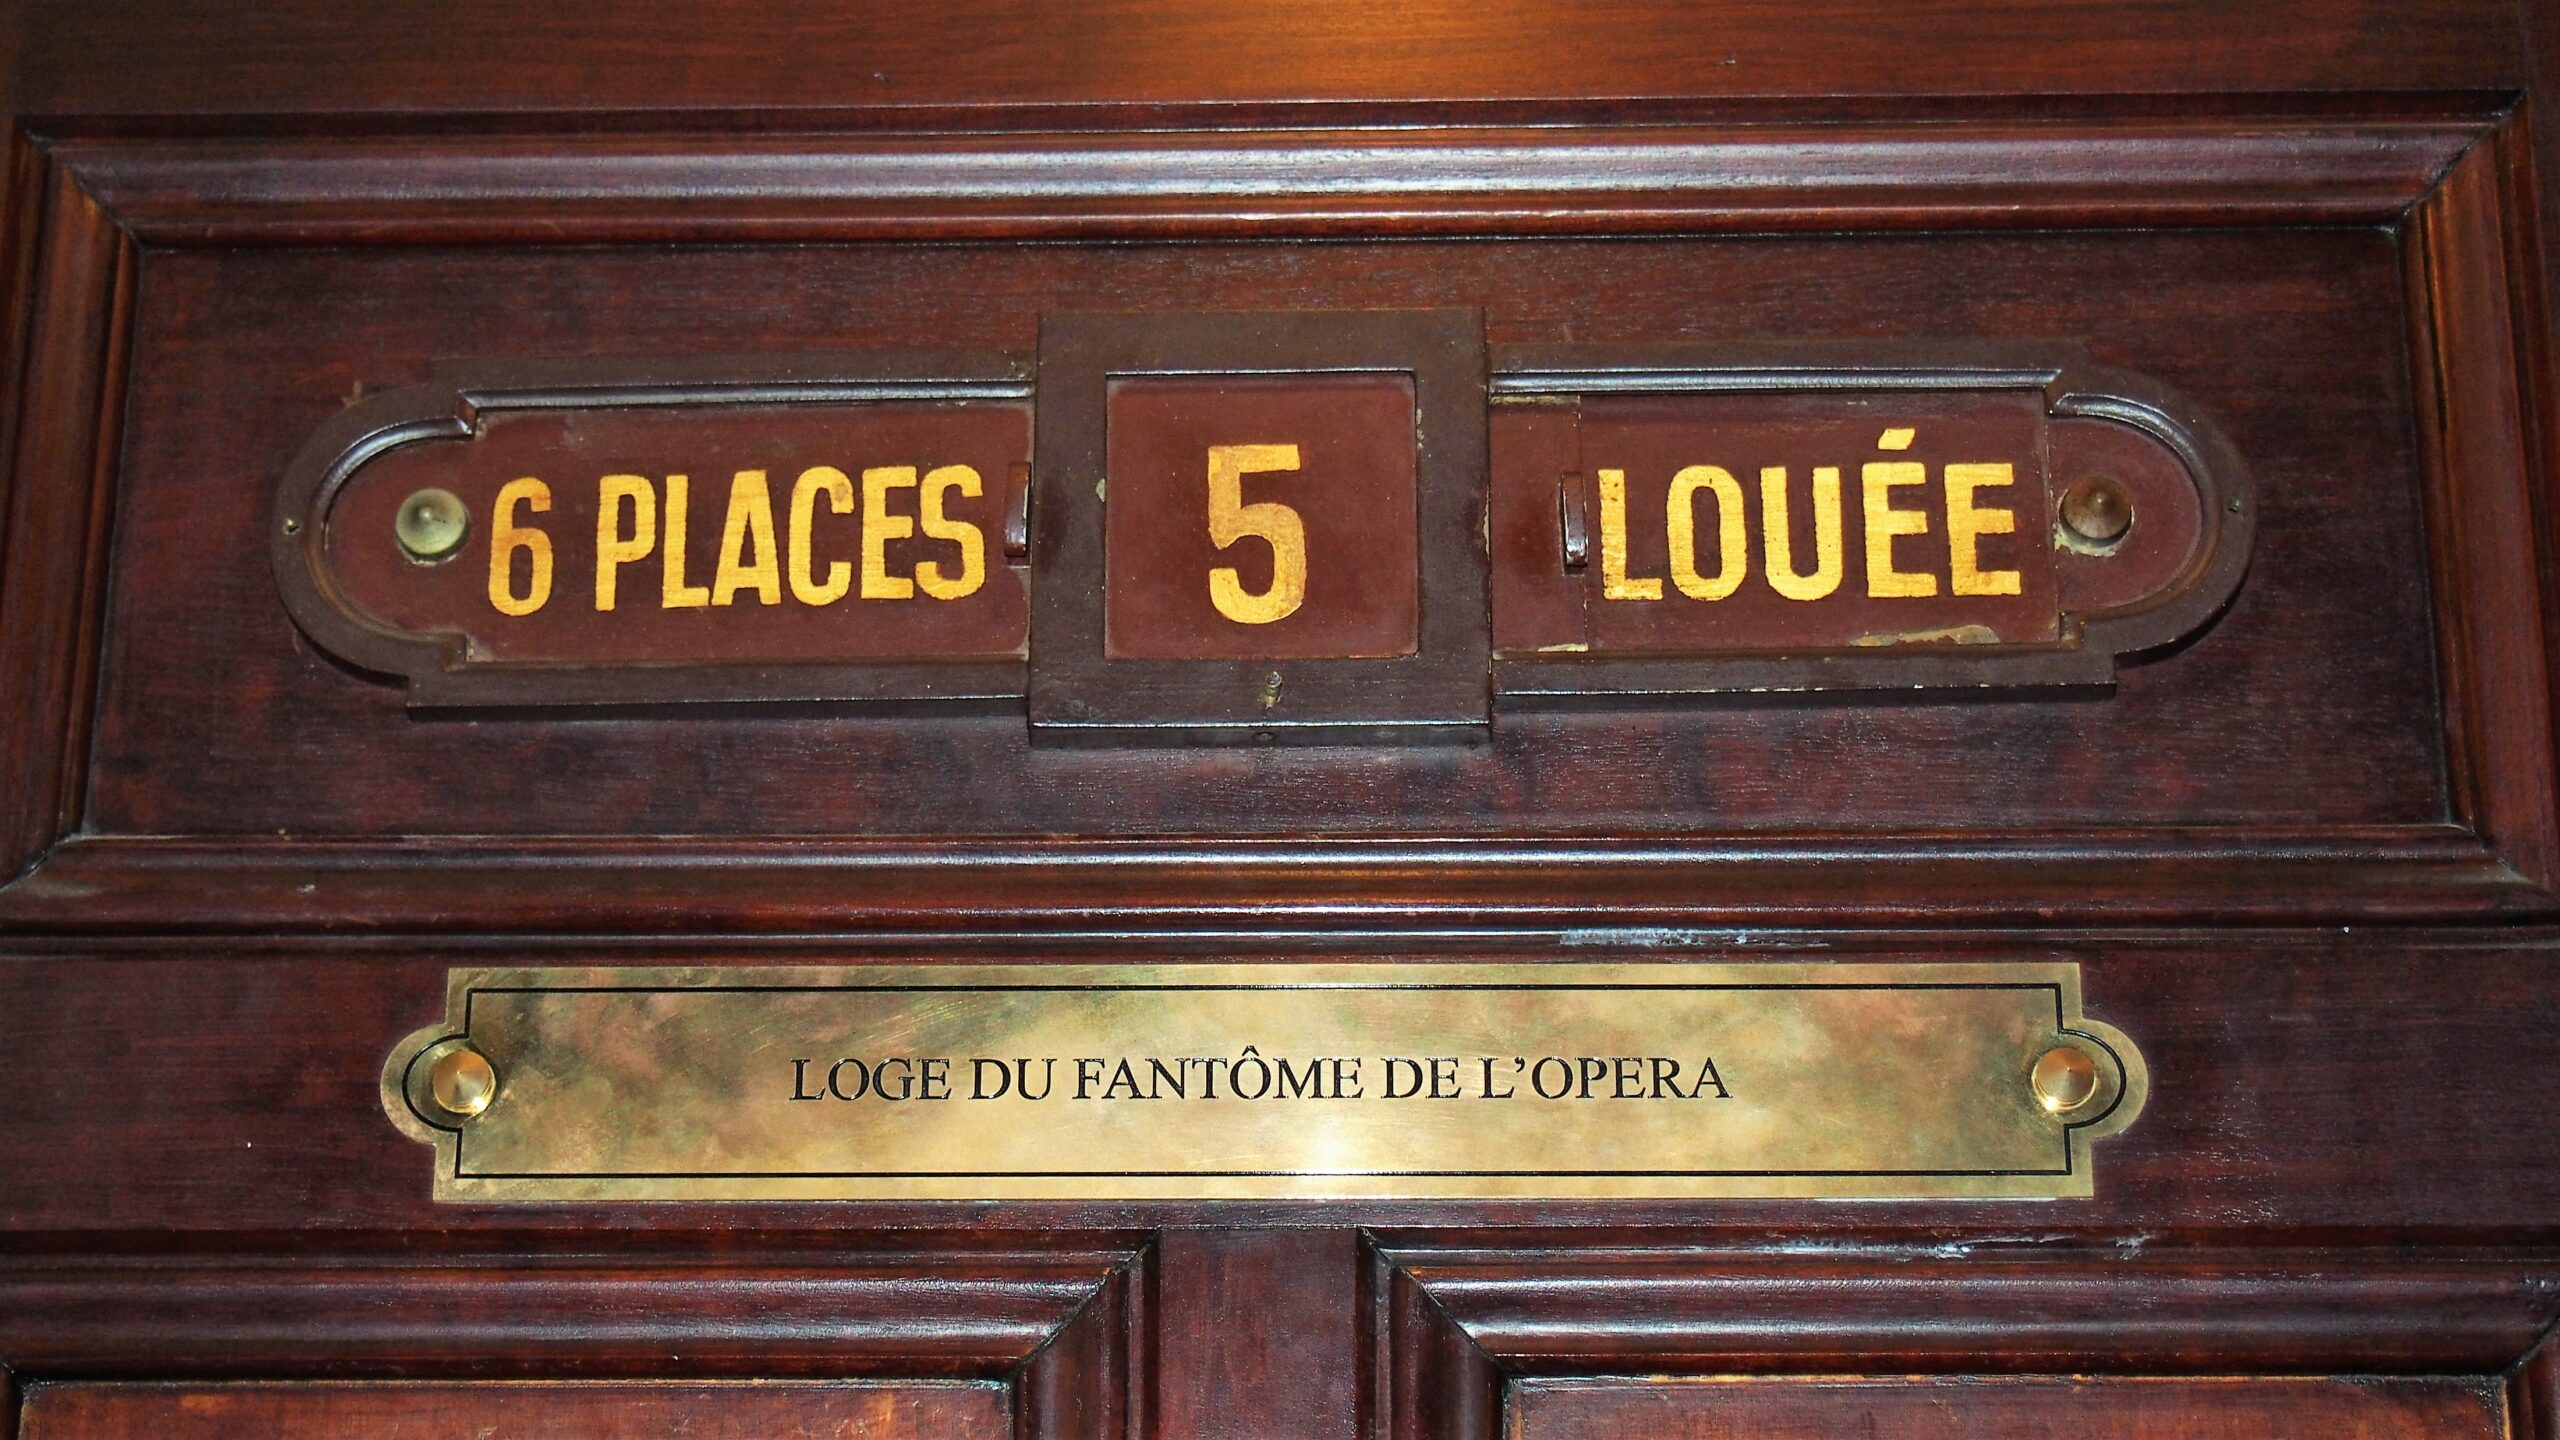 6 PLACES 5 LOUÉE
LOGE DU FANTÔME DE L'OPERA